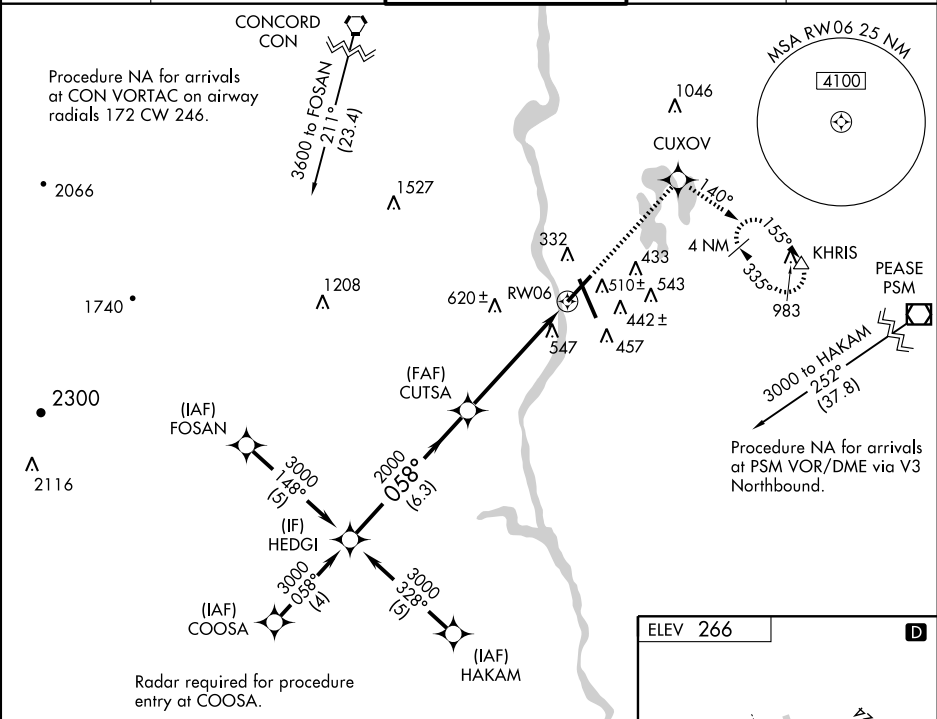 CONCORD
CON
Procedure NA for arrivals
at CON VORTAC on airway
radials 172 CW 246.
3600 to FOSAN
211°
(23.4)
MSA RW06 25 NM
4100
1046
CUXOV
2066
1527
140°
155°
4 NM
KHRIS
335°
983
332
433
PEASE
PSM
1740
1208
620 ±
RW06
510 ±
543
442 ±
547
457
3000 to HAKAM
252°
(37.8)
(FAF)
CUTSA
2300
(IAF)
FOSAN
Procedure NA for arrivals
at PSM VOR/DME via V3
Northbound.
2116
3000
148°
(5)
2000
058°
(6.3)
(IF)
HEDGI
3000
058°
(4)
3000
328°
(5)
(IAF)
COOSA
(IAF)
HAKAM
Radar required for procedure
entry at COOSA.
ELEV 266
D